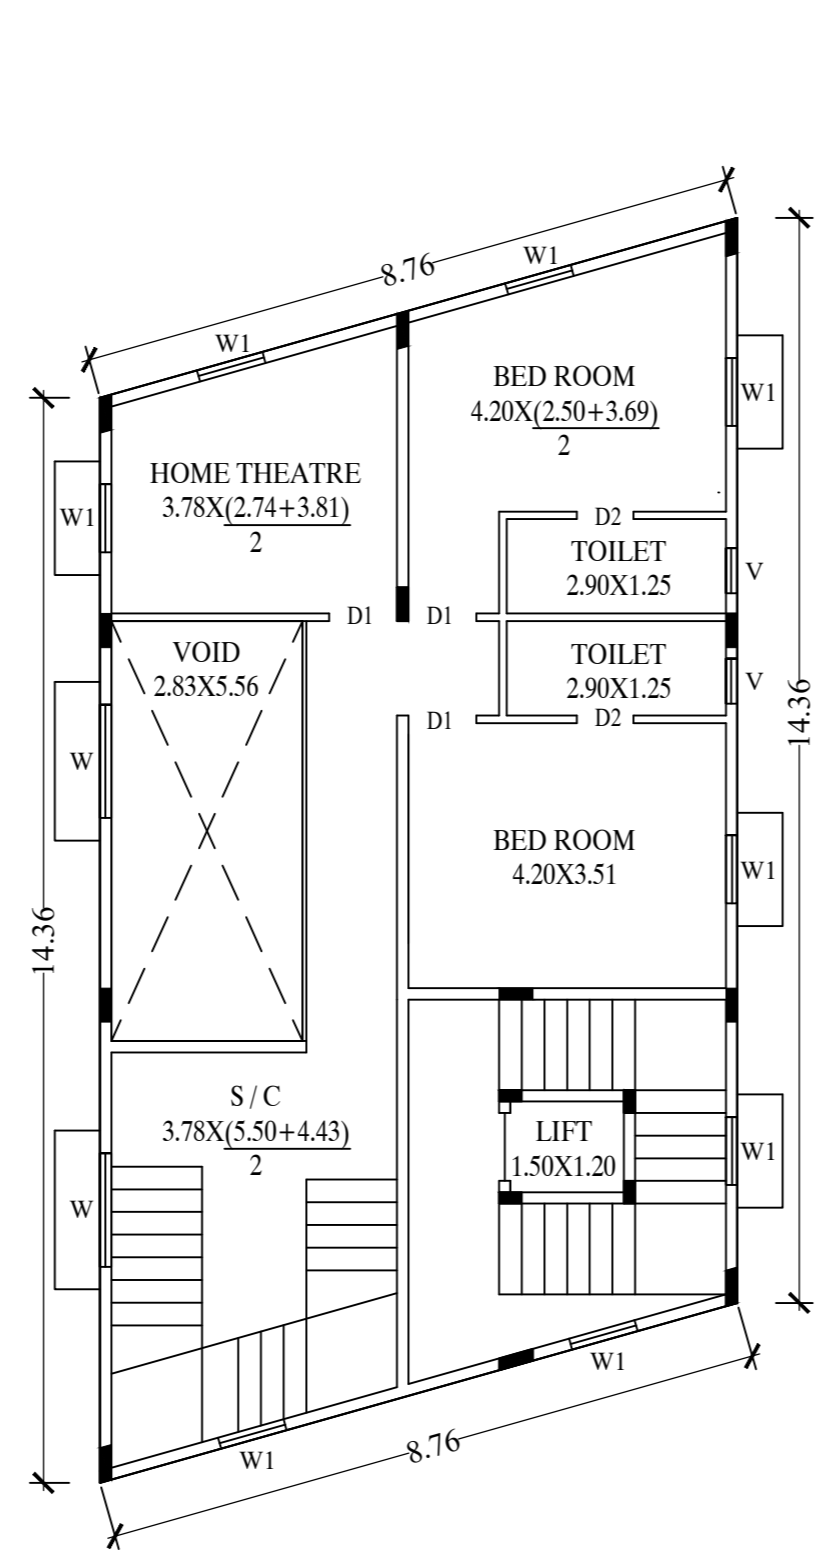 8.76
W1
W1
BED ROOM
4.20X(2.50+3.69)
2
W1
HOME THEATRE
3.78X(2.74+3.81)
2
W1
D2
TOILET
2.90X1.25
V
D1
D1
VOID
2.83X5.56
TOILET
2.90X1.25
V
D1
D2
14.36
W
BED ROOM
4.20X3.51
W1
14.36
S / C
3.78X(5.50+4.43)
2
LIFT
1.50X1.20
W1
W
W1
W1
8.76